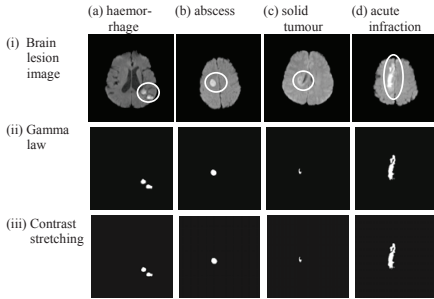 (a) haemor-
rhage
(b) abscess
(c) solid
tumour
(d) acute
infraction
(i) Brain
lesion
image
(ii) Gamma
law
(iii) Contrast
stretching